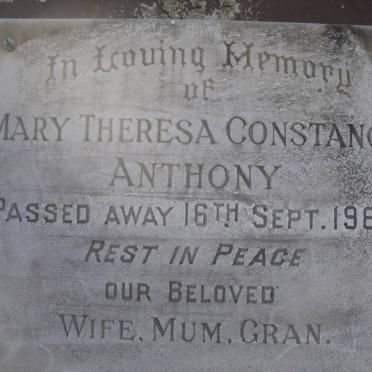 In Loving Memory
of
MARY THERESA CONSTANC
ANTHONY
PASSED AWAY 16TH SEPT. 196
REST IN PEACE
OUR BELOVED
WIFE, MUM, GRAN.